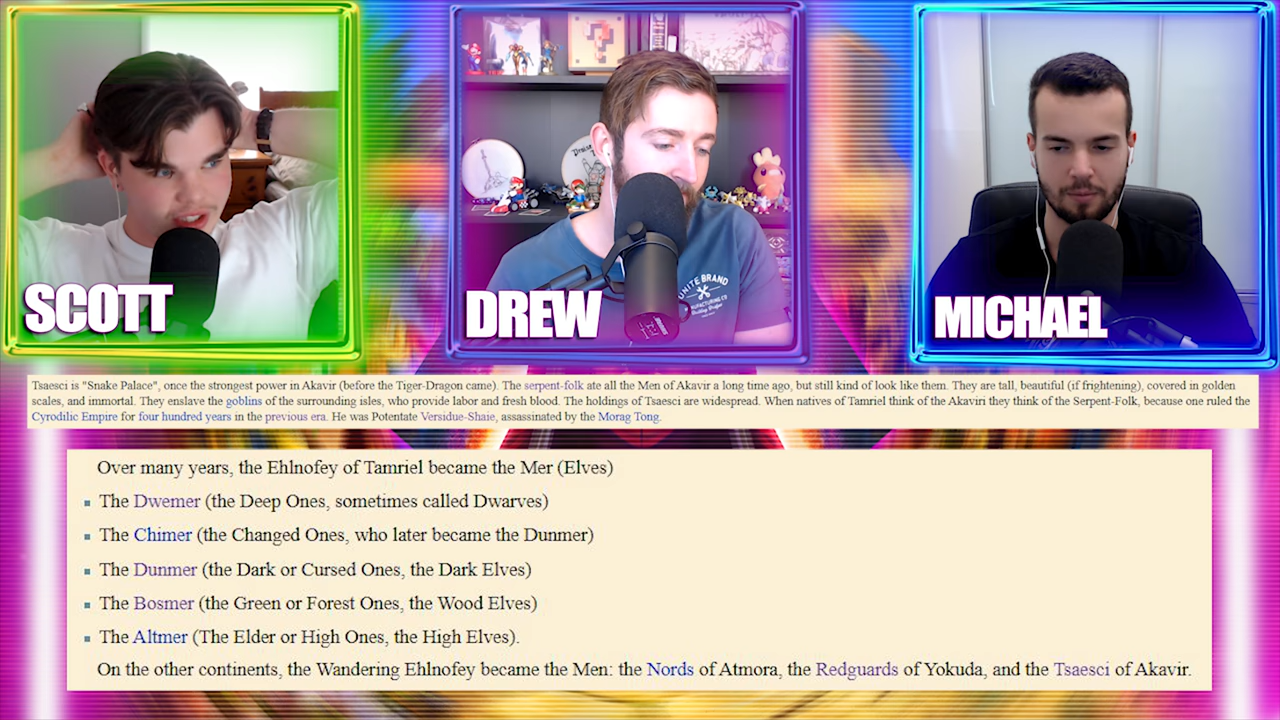 SCOTT
DREW
MICHAEL
Tsaesci is "Snake Palace", once the strongest power in Akavir (before the Tiger-Dragon came). The serpent-folk ate all the Men of Akavir a long time ago, but still kind of look like them. They are tall, beautiful (if frightening), covered in golden
scales, and immortal. They enslave the goblins of the surrounding isles, who provide labor and fresh blood. The holdings of Tsaesci are widespread. When natives of Tamriel think of the Akaviri they think of the Serpent-Folk, because one ruled the
Cyrodilic Empire for four hundred years in the previous era. He was Potentate Versidue-Shaie, assassinated by the Morag Tong.
Over many years, the Ehlnofey of Tamriel became the Mer (Elves)
The Dwemer (the Deep Ones, sometimes called Dwarves)
The Chimer (the Changed Ones, who later became the Dunmer)
The Dunmer (the Dark or Cursed Ones, the Dark Elves)
The Bosmer (the Green or Forest Ones, the Wood Elves)
The Altmer (The Elder or High Ones, the High Elves).
On the other continents, the Wandering Ehlnofey became the Men: the Nords of Atmora, the Redguards of Yokuda, and the Tsaesci of Akavir.